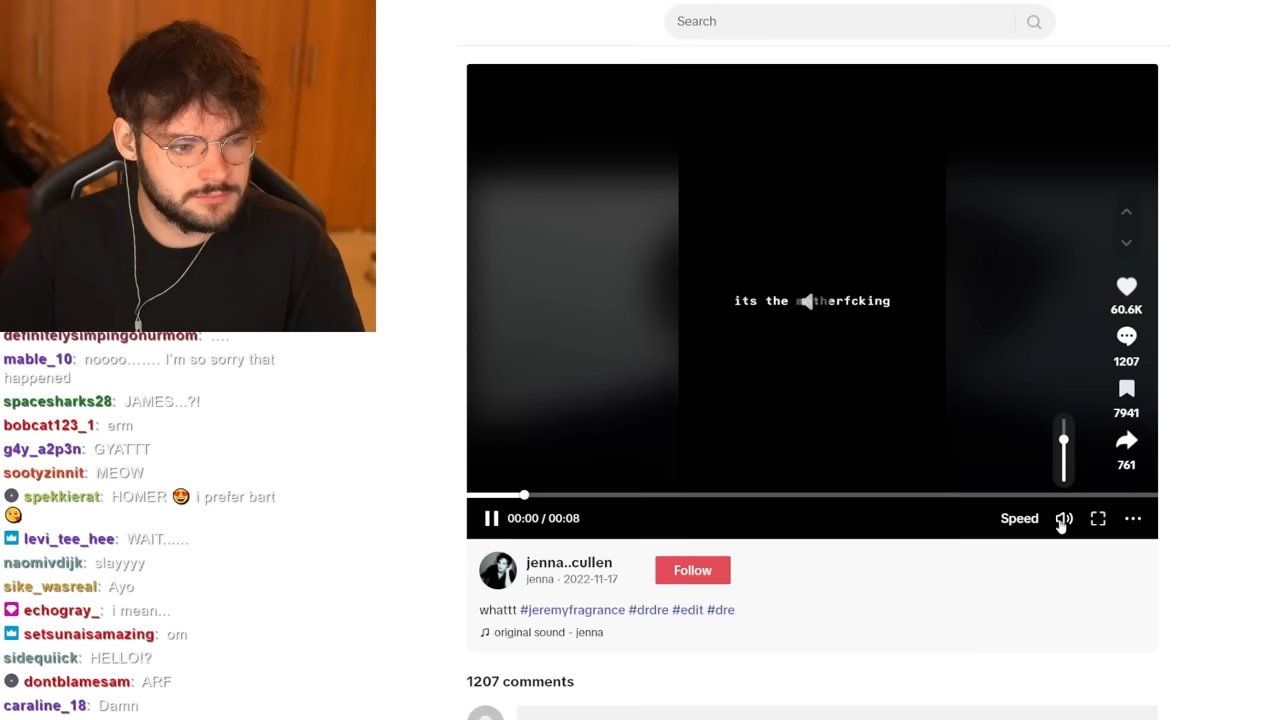 Search
its the
erfcking
60.6K
1207
7941
761
00:00 / 00:08
Speed
jenna..cullen
jenna · 2022-11-17
Follow
whattt #jeremyfragrance #drdre #edit #dre
original sound - jenna
1207 comments
definitelysimpingonurmom: ....
mable_10: noooo....... I'm so sorry that
happened
spacesharks28: JAMES...?!
bobcat123_1: erm
g4y_a2p3n: GYATTT
sootyzinnit: MEOW
spekkierat: HOMER 😍 i prefer bart
😘
levi_tee_hee: WAIT......
naomivdijk: slayyyy
sike_wasreal: Ayo
echogray_: i mean...
setsunaisamazing: om
sidequiick: HELLO!?
dontblamesam: ARF
caraline_18: Damn